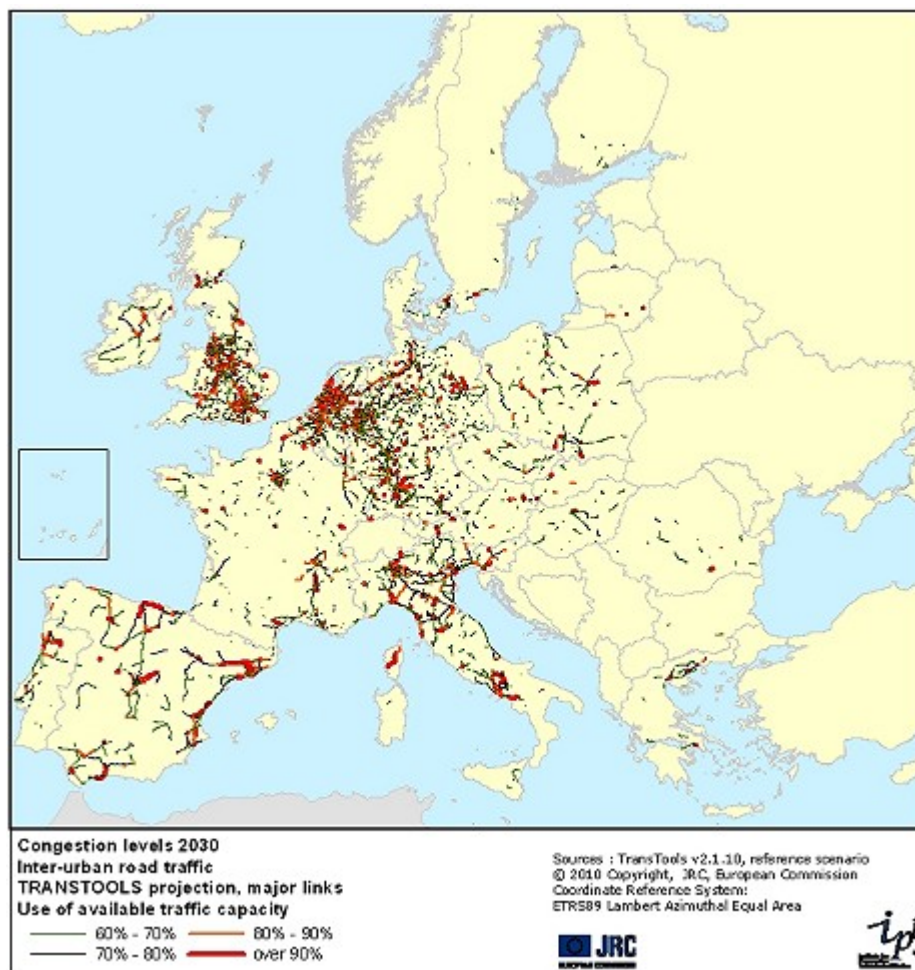 Congestion levels 2030
Inter-urban road traffic
TRANSTOOLS projection, major links
Use of available traffic capacity
60% - 70%
80% - 90%
70% - 80%
over 90%
Sources : TransTools v2.1.10, reference scenario
© 2010 Copyright, JRC, European Commission
Coordinate Reference System:
ETRS89 Lambert Azimuthal Equal Area
JRC
EUROPEAN COMMISSION